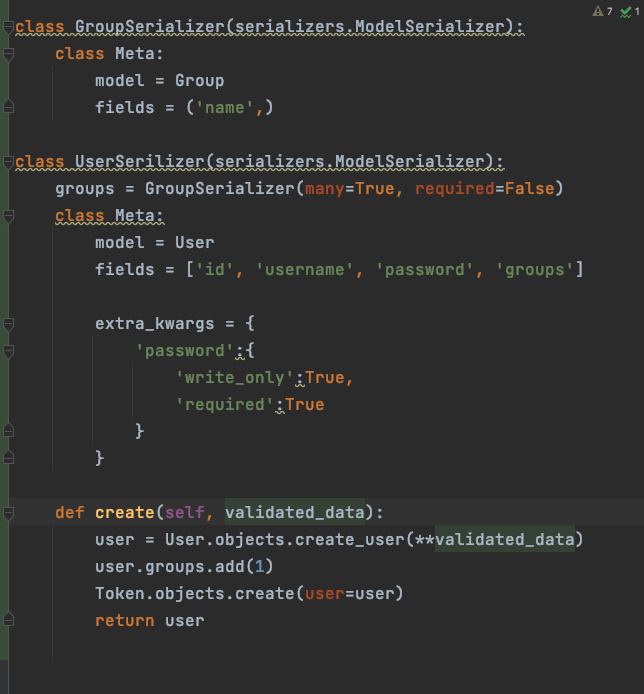 7 1
class GroupSerializer(serializers.ModelSerializer):
    class Meta:
        model = Group
        fields = ('name',)

class UserSerilizer(serializers.ModelSerializer):
    groups = GroupSerializer(many=True, required=False)
    class Meta:
        model = User
        fields = ['id', 'username', 'password', 'groups']

        extra_kwargs = {
            'password':{
                'write_only':True,
                'required':True
            }
        }

    def create(self, validated_data):
        user = User.objects.create_user(**validated_data)
        user.groups.add(1)
        Token.objects.create(user=user)
        return user